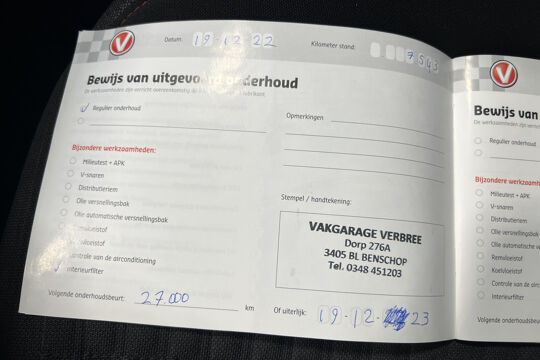 V
Datum: 19-12-22
Kilometer stand: 7543
Bewijs van uitgevoerd onderhoud
Regulier onderhoud
Opmerkingen
Bijzondere werkzaamheden:
Milieutest + APK
V-snaren
Distributieriem
Olie versnellingsbak
Olie automatische versnellingsbak
Remvloeistof
Koelvloeistof
Controle van de airconditioning
Interieurfilter
Stempel / handtekening:
VAKGARAGE VERBREE
Dorp 276A
3405 BL BENSCHOP
Tel. 0348 451203
Volgende onderhoudsbeurt: 27.000 km
Of uiterlijk: 19-12-23
V
Bewijs van
Regulier onderhoud
Bijzondere werkzaamh
Milieutest + APK
V-snaren
Distributieriem
Olie versnellingsbak
Olie automatische v
Remvloeistof
Koelvloeistof
Controle van de air
Interieurfilter
Volgende onderhoudsbeur